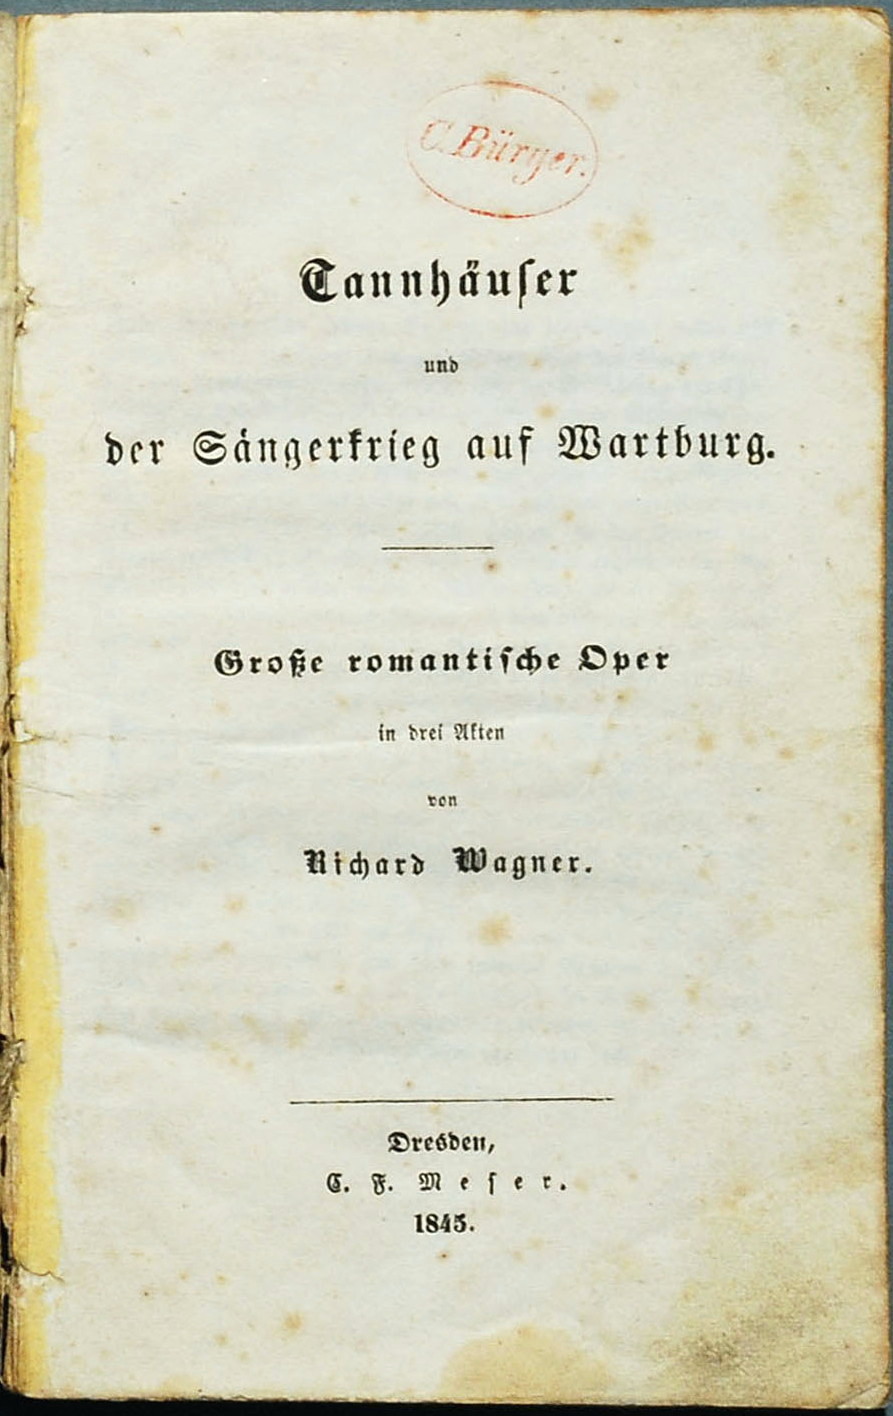 C. Bürger.
Tannhäuser
und
der Sängerkrieg auf Wartburg.
Große romantische Oper
in drei Akten
von
Richard Wagner.
Dresden,
C. F. Meser.
1845.